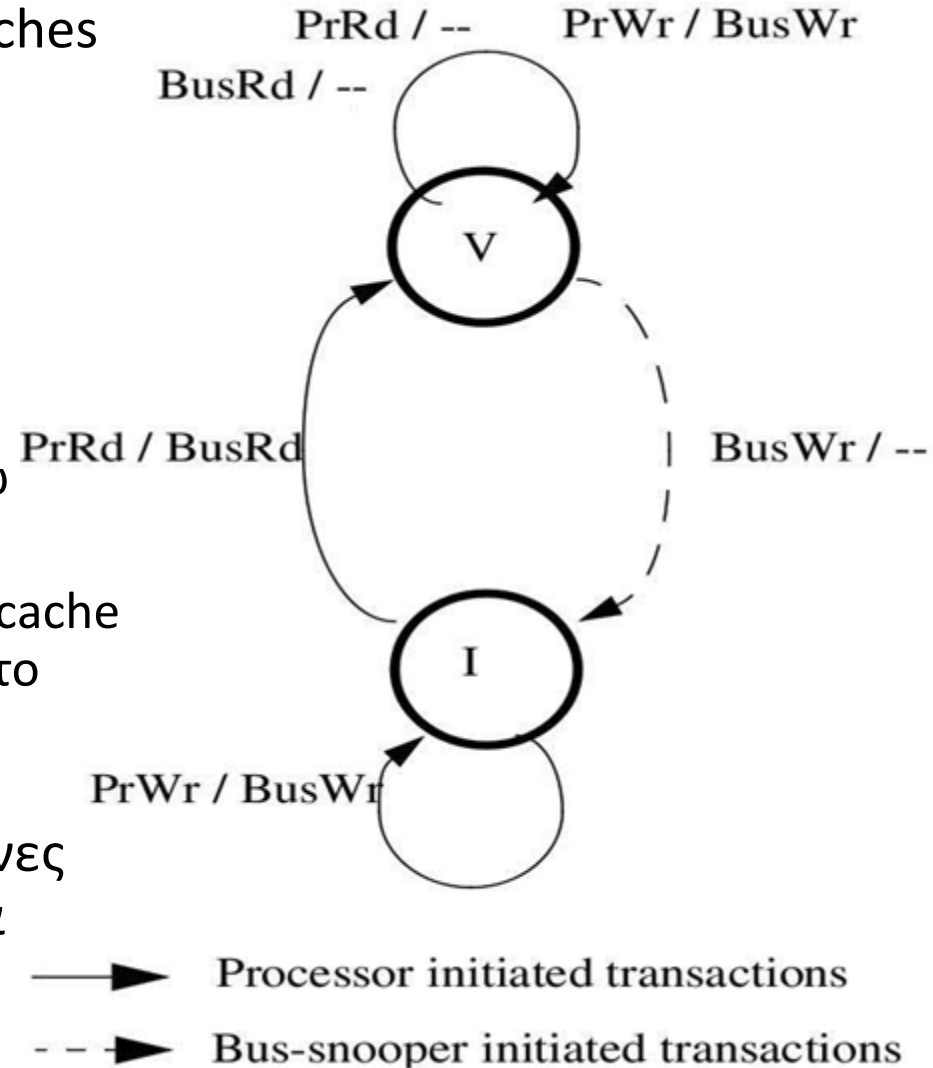 ches
PrRd / -- PrWr / BusWr
BusRd / --
V
PrRd / BusRd BusWr / --
cache
I
το
PrWr / BusWr
νες
Processor initiated transactions
Bus-snooper initiated transactions